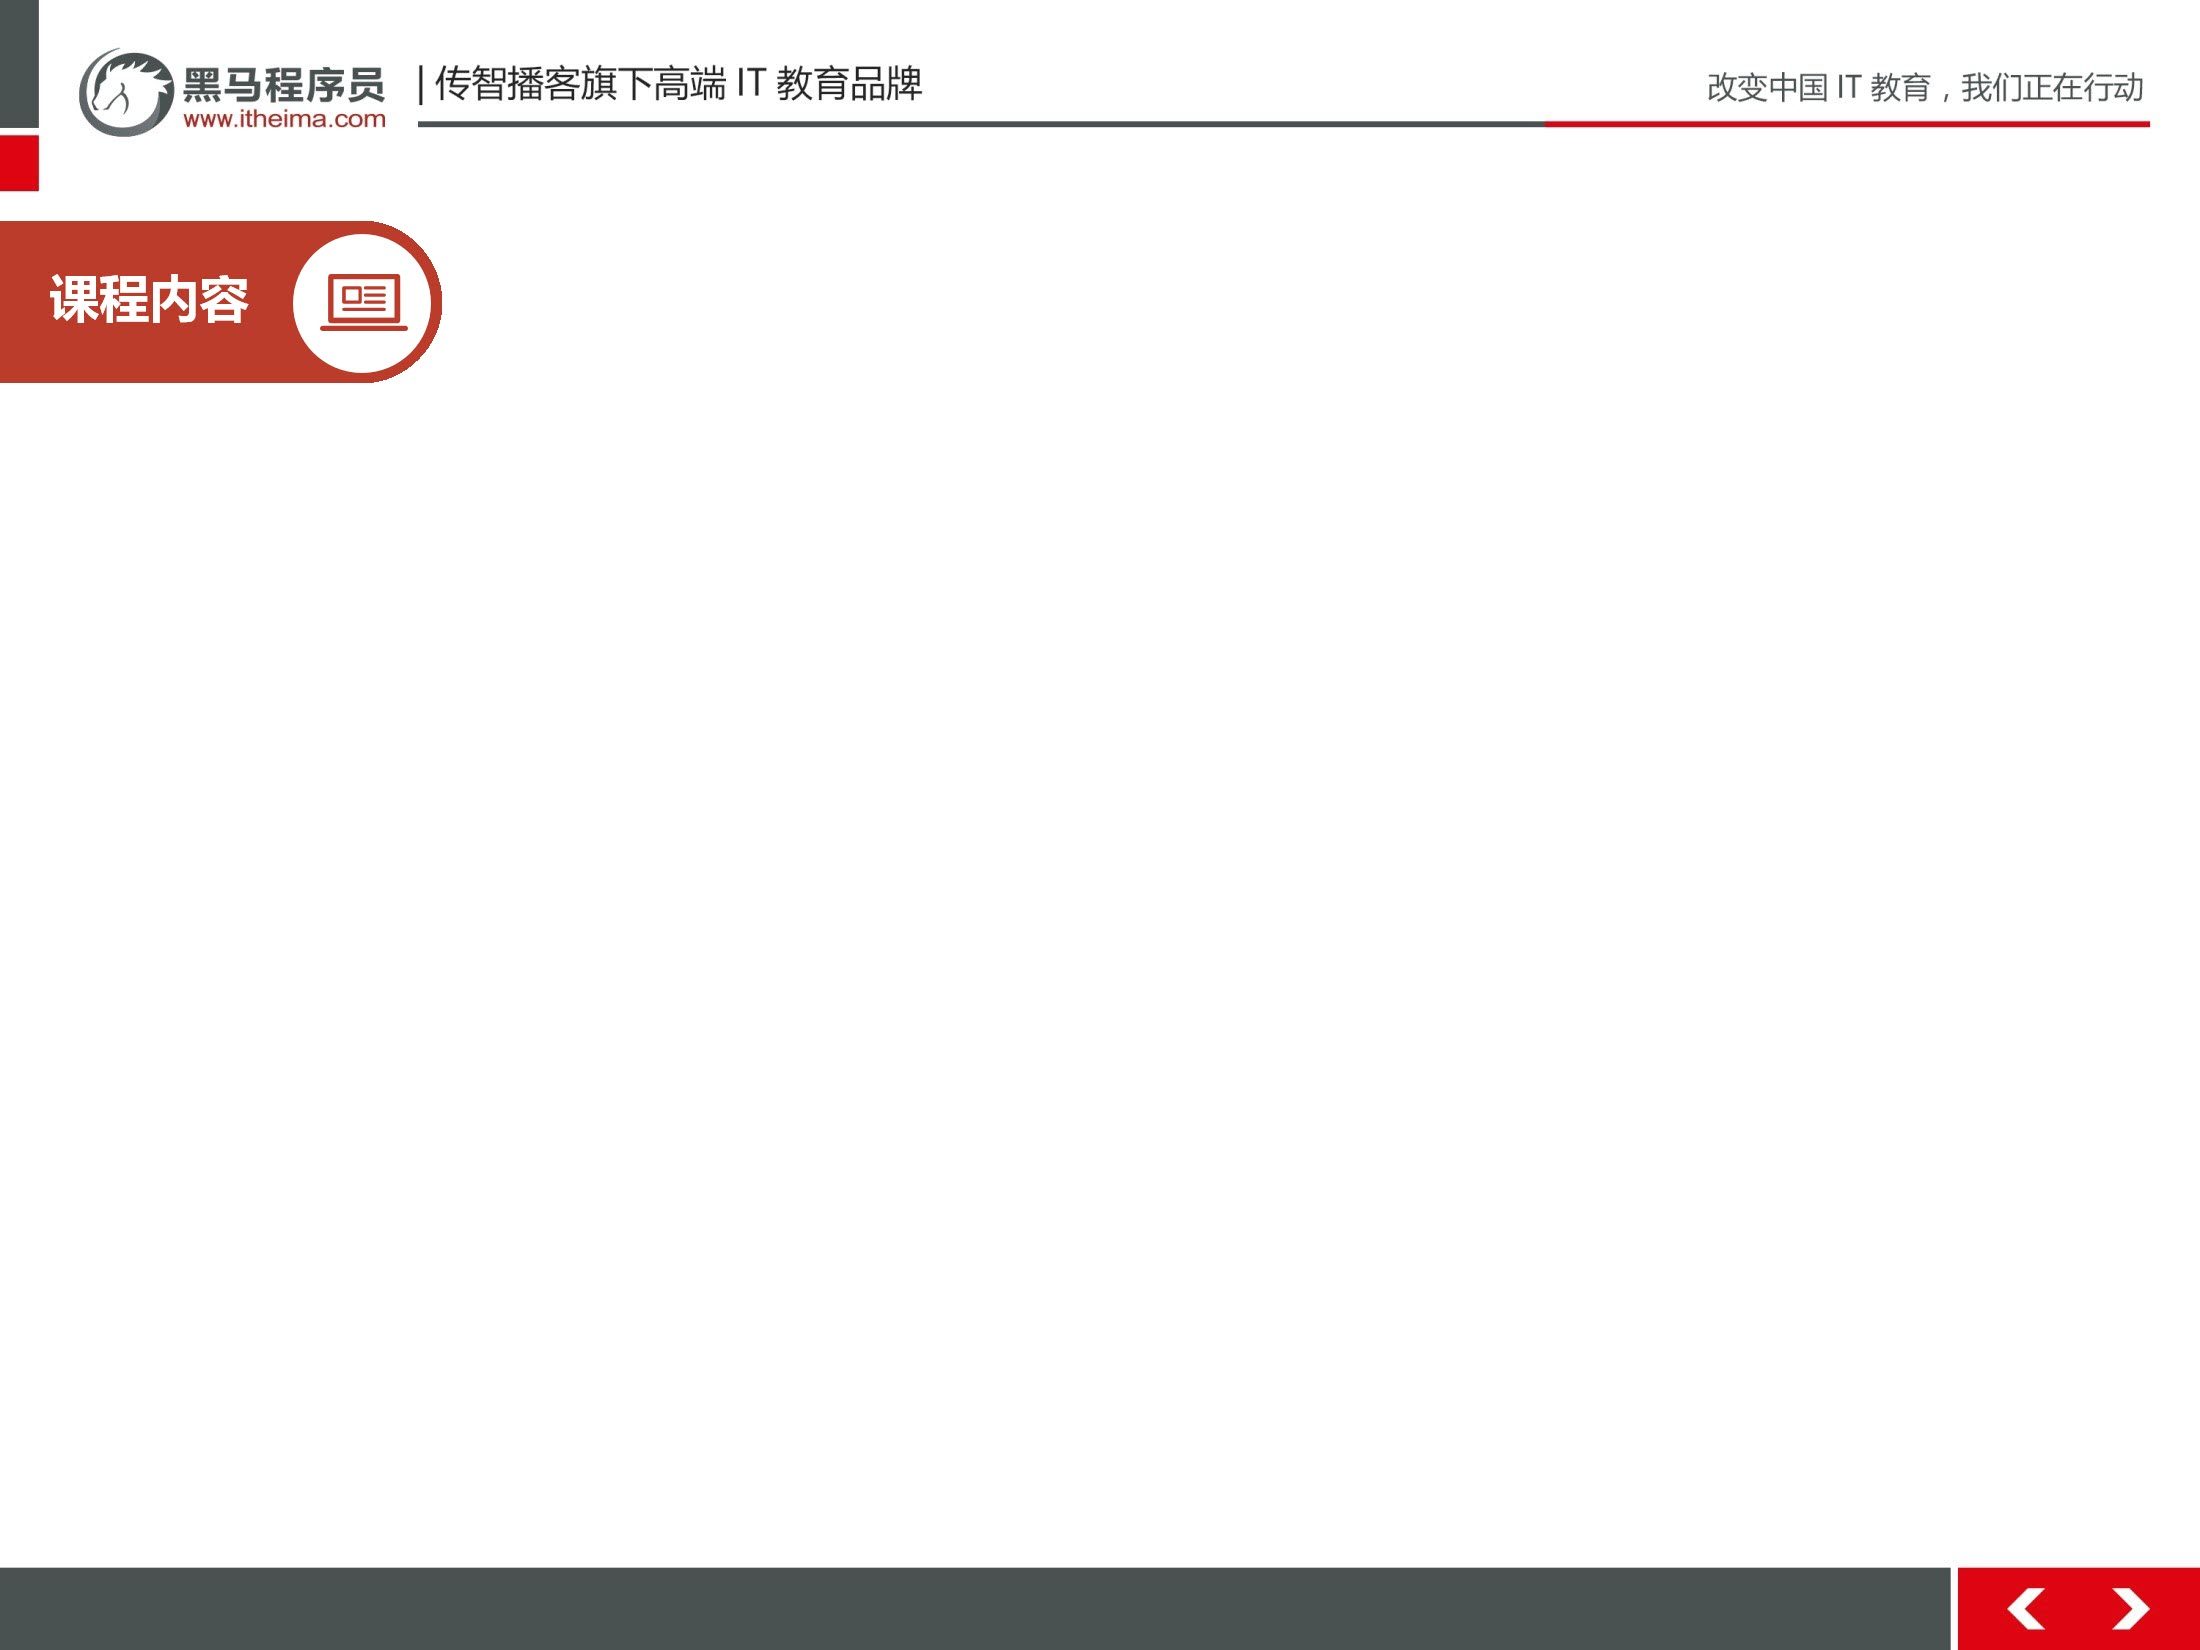 黑马程序员
www.itheima.com
|传智播客旗下高端 IT 教育品牌
改变中国 IT 教育，我们正在行动
课程内容